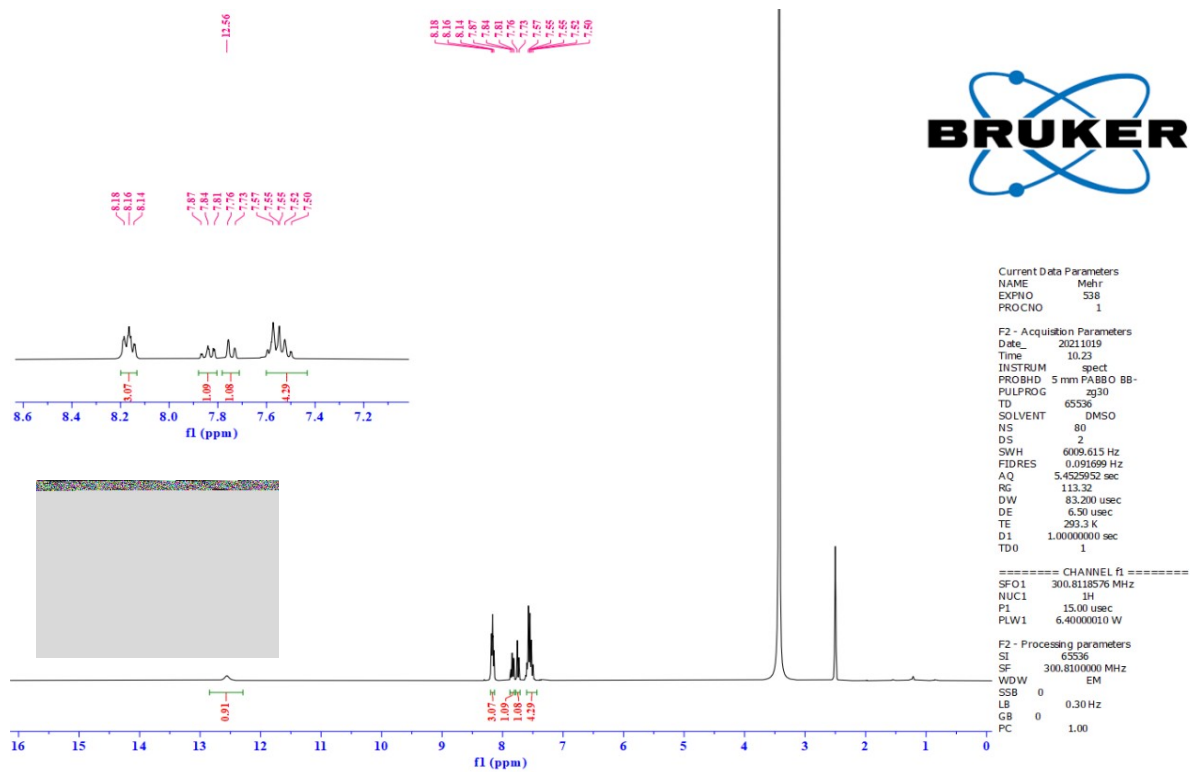 12.56
8.18
8.16
8.14
7.87
7.84
7.81
7.76
7.73
7.57
7.55
7.55
7.52
7.50
BRUKER
8.18
8.16
8.14
7.87
7.84
7.81
7.76
7.73
7.57
7.55
7.55
7.52
7.50
3.07
1.09
1.08
4.29
8.6 8.4 8.2 8.0 7.8 7.6 7.4 7.2
f1 (ppm)
Current Data Parameters
NAME Mehr
EXPNO 538
PROCNO 1
F2 - Acquisition Parameters
Date_ 20211019
Time 10.23
INSTRUM spect
PROBHD 5 mm PABBO BB-
PULPROG zg30
TD 65536
SOLVENT DMSO
NS 80
DS 2
SWH 6009.615 Hz
FIDRES 0.091699 Hz
AQ 5.4525952 sec
RG 113.32
DW 83.200 usec
DE 6.50 usec
TE 293.3 K
D1 1.00000000 sec
TD0 1
======== CHANNEL f1 ========
SFO1 300.8118576 MHz
NUC1 1H
P1 15.00 usec
PLW1 6.40000010 W
F2 - Processing parameters
SI 65536
SF 300.8100000 MHz
WDW EM
SSB 0
LB 0.30 Hz
GB 0
PC 1.00
0.91
3.07
1.09
1.08
4.29
16 15 14 13 12 11 10 9 8 7 6 5 4 3 2 1 0
f1 (ppm)